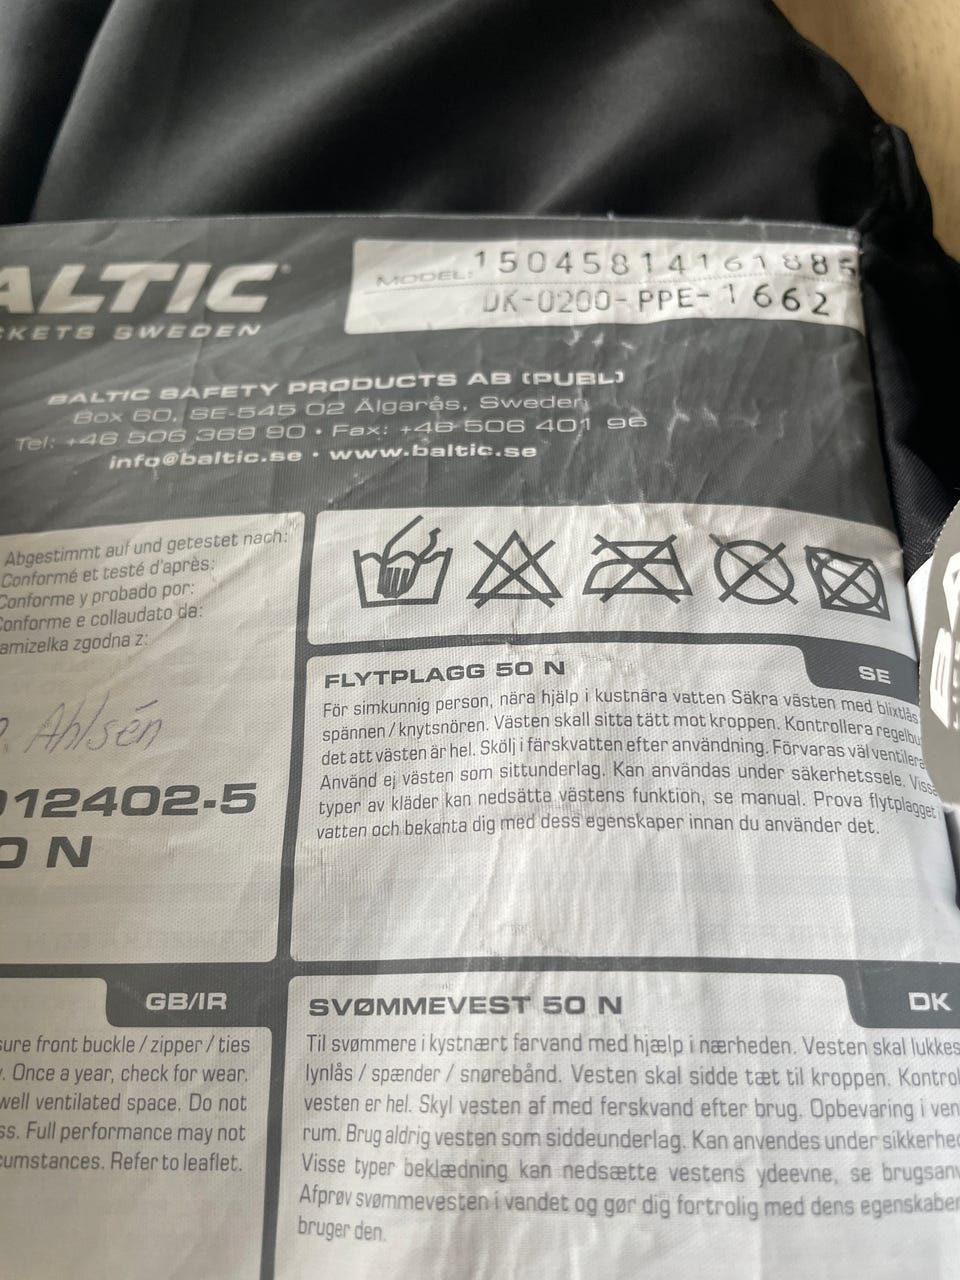 ALTIC
CKETS SWEDEN
MODEL: 15045814161885
DK-0200-PPE-1662
BALTIC SAFETY PRODUCTS AB (PUBL)
Box 60, SE-545 02 Älgarås, Sweden
Tel: +46 506 369 90 • Fax: +46 506 401 96
info@baltic.se • www.baltic.se
Abgestimmt auf und getestet nach:
Conformé et testé d'après:
Conforme y probado por:
Conforme e collaudato da:
amizelka zgodna z:
Ahlsén
012402-5
0 N
FLYTPLAGG 50 N
SE
För simkunnig person, nära hjälp i kustnära vatten Säkra västen med blixtlås
spännen / knytsnören. Västen skall sitta tätt mot kroppen. Kontrollera regelbu
det att västen är hel. Skölj i färskvatten efter användning. Förvaras väl ventilera
Använd ej västen som sittunderlag. Kan användas under säkerhetssele. Vissa
typer av kläder kan nedsätta västens funktion, se manual. Prova flytplagget i
vatten och bekanta dig med dess egenskaper innan du använder det.
GB/IR
sure front buckle / zipper / ties
y. Once a year, check for wear.
well ventilated space. Do not
ss. Full performance may not
cumstances. Refer to leaflet.
SVØMMEVEST 50 N
DK
Til svømmere i kystnært farvand med hjælp i nærheden. Vesten skal lukkes
lynlås / spænder / snørebånd. Vesten skal sidde tæt til kroppen. Kontrol
vesten er hel. Skyl vesten af med ferskvand efter brug. Opbevaring i ven
rum. Brug aldrig vesten som siddeunderlag. Kan anvendes under sikkerhe
Visse typer beklædning kan nedsætte vestens ydeevne, se brugsanv
Afprøv svømmevesten i vandet og gør dig fortrolig med dens egenskaber
bruger den.